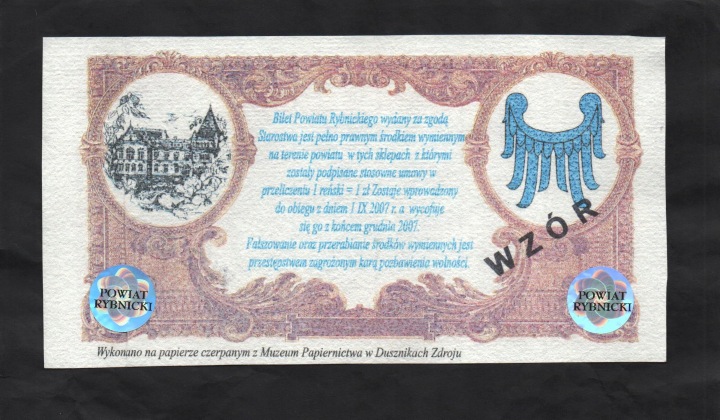 Bilet Powiatu Rybnickiego wydany za zgodą
Starostwa jest pełno prawnym środkiem wymiennym
na terenie powiatu w tych sklepach z którymi
zostały podpisane stosowne umowy w
przeliczeniu 1 reński = 1 zł Zostaje wprowadzony
do obiegu z dniem 1 IX 2007 r. a wycofuje
się go z końcem grudnia 2007.
Fałszowanie oraz przerabianie środków wymiennych jest
przestępstwem zagrożonym karą pozbawienia wolności.
WZÓR
POWIAT
RYBNICKI
POWIAT
RYBNICKI
Wykonano na papierze czerpanym z Muzeum Papiernictwa w Dusznikach Zdroju